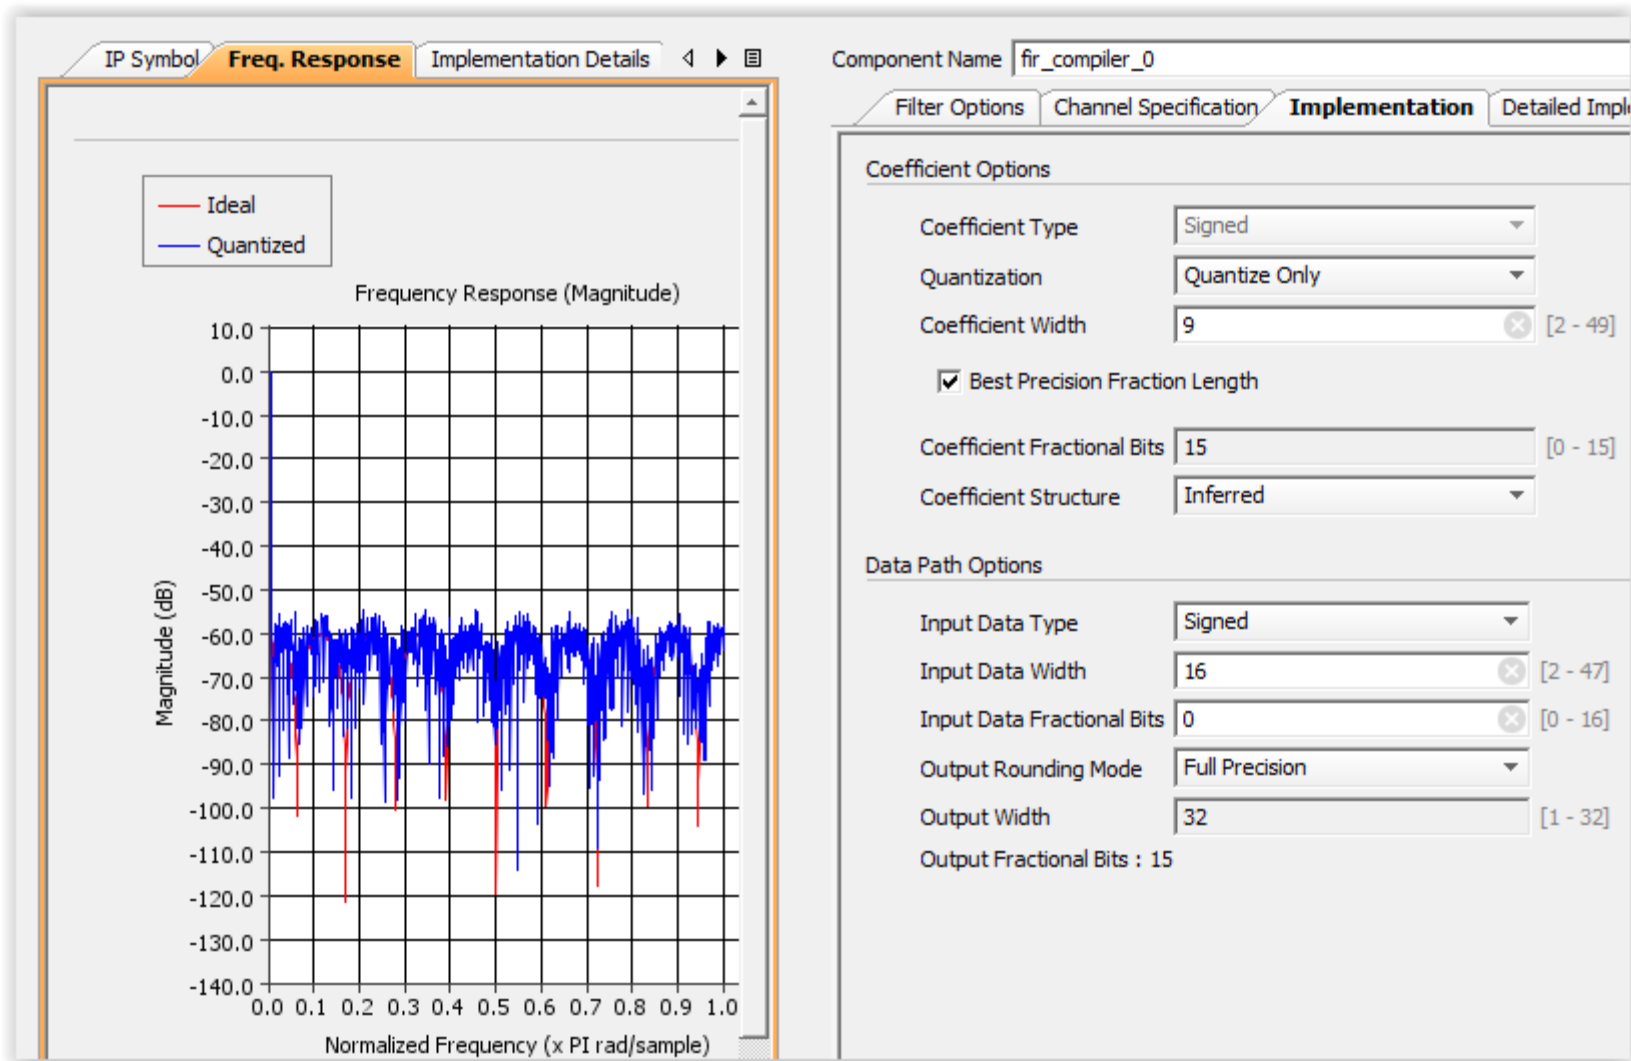 IP Symbol Freq. Response Implementation Details
Ideal
Quantized
Frequency Response (Magnitude)
10.0
0.0
-10.0
-20.0
-30.0
-40.0
-50.0
-60.0
-70.0
-80.0
-90.0
-100.0
-110.0
-120.0
-130.0
-140.0
Magnitude (dB)
0.0 0.1 0.2 0.3 0.4 0.5 0.6 0.7 0.8 0.9 1.0
Normalized Frequency (x PI rad/sample)
Component Name fir_compiler_0
Filter Options Channel Specification Implementation Detailed Imple
Coefficient Options
Coefficient Type Signed
Quantization Quantize Only
Coefficient Width 9 [2 - 49]
Best Precision Fraction Length
Coefficient Fractional Bits 15 [0 - 15]
Coefficient Structure Inferred
Data Path Options
Input Data Type Signed
Input Data Width 16 [2 - 47]
Input Data Fractional Bits 0 [0 - 16]
Output Rounding Mode Full Precision
Output Width 32 [1 - 32]
Output Fractional Bits : 15